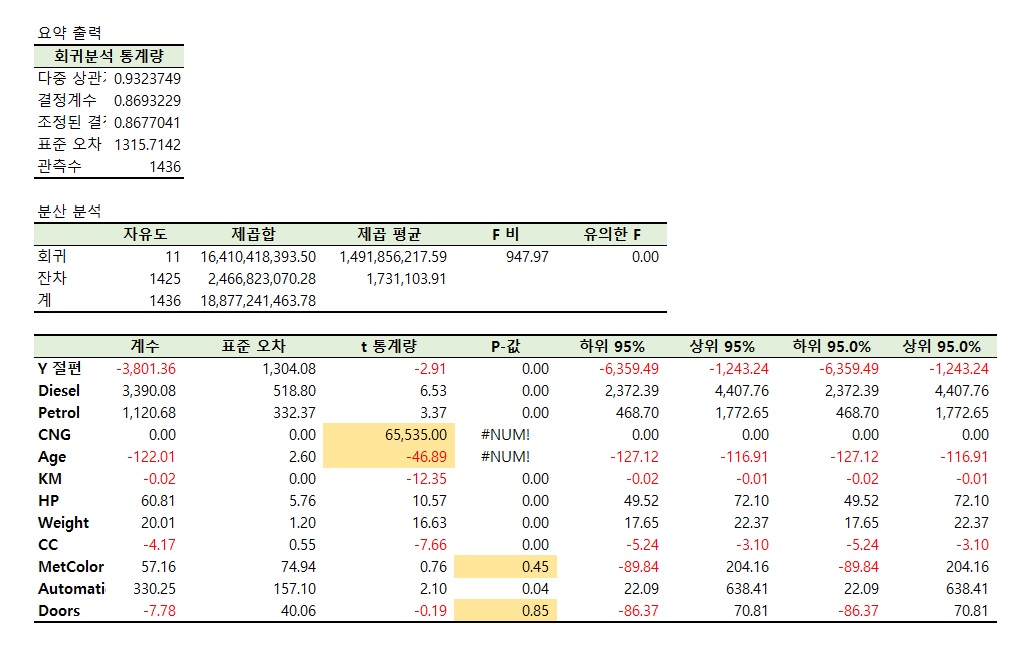 요약 출력
회귀분석 통계량
다중 상관 0.9323749
결정계수 0.8693229
조정된 결 0.8677041
표준 오차 1315.7142
관측수 1436
분산 분석
자유도 제곱합 제곱 평균 F 비 유의한 F
회귀 11 16,410,418,393.50 1,491,856,217.59 947.97 0.00
잔차 1425 2,466,823,070.28 1,731,103.91
계 1436 18,877,241,463.78
계수 표준 오차 t 통계량 P-값 하위 95% 상위 95% 하위 95.0% 상위 95.0%
Y 절편 -3,801.36 1,304.08 -2.91 0.00 -6,359.49 -1,243.24 -6,359.49 -1,243.24
Diesel 3,390.08 518.80 6.53 0.00 2,372.39 4,407.76 2,372.39 4,407.76
Petrol 1,120.68 332.37 3.37 0.00 468.70 1,772.65 468.70 1,772.65
CNG 0.00 0.00 65,535.00 #NUM! 0.00 0.00 0.00 0.00
Age -122.01 2.60 -46.89 #NUM! -127.12 -116.91 -127.12 -116.91
KM -0.02 0.00 -12.35 0.00 -0.02 -0.01 -0.02 -0.01
HP 60.81 5.76 10.57 0.00 49.52 72.10 49.52 72.10
Weight 20.01 1.20 16.63 0.00 17.65 22.37 17.65 22.37
CC -4.17 0.55 -7.66 0.00 -5.24 -3.10 -5.24 -3.10
MetColor 57.16 74.94 0.76 0.45 -89.84 204.16 -89.84 204.16
Automati 330.25 157.10 2.10 0.04 22.09 638.41 22.09 638.41
Doors -7.78 40.06 -0.19 0.85 -86.37 70.81 -86.37 70.81